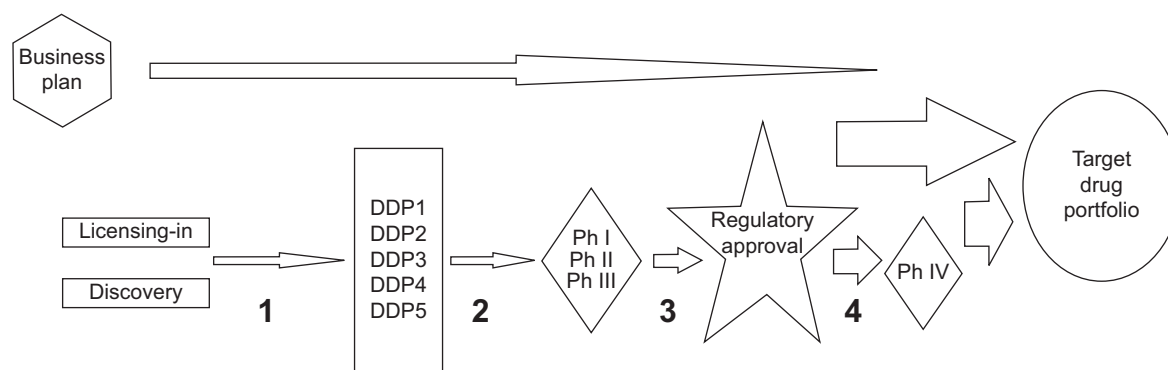 Business
plan
Licensing-in
Discovery
1
DDP1
DDP2
DDP3
DDP4
DDP5
2
Ph I
Ph II
Ph III
3
Regulatory
approval
4
Ph IV
Target
drug
portfolio